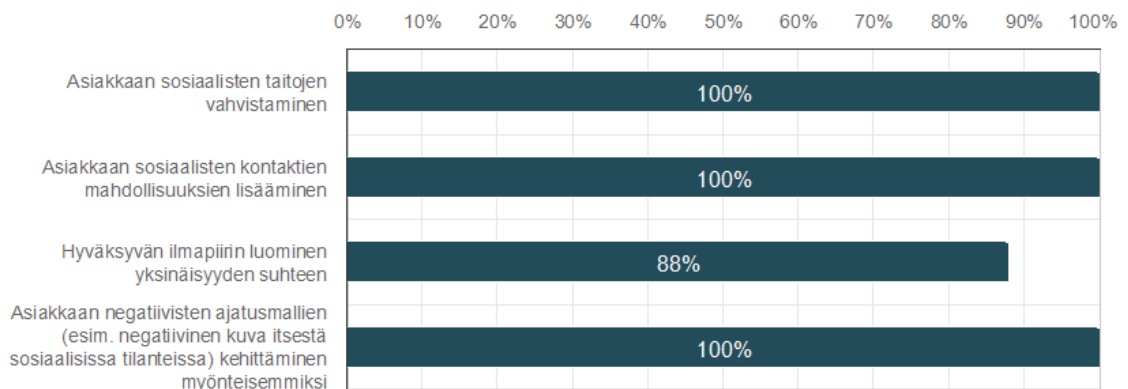 0% 10% 20% 30% 40% 50% 60% 70% 80% 90% 100%
Asiakkaan sosiaalisten taitojen
vahvistaminen
100%
Asiakkaan sosiaalisten kontaktien
mahdollisuuksien lisääminen
100%
Hyväksyvän ilmapiirin luominen
yksinäisyyden suhteen
88%
Asiakkaan negatiivisten ajatusmallien
(esim. negatiivinen kuva itsestä
sosiaalisissa tilanteissa) kehittäminen
myönteisemmiksi
100%